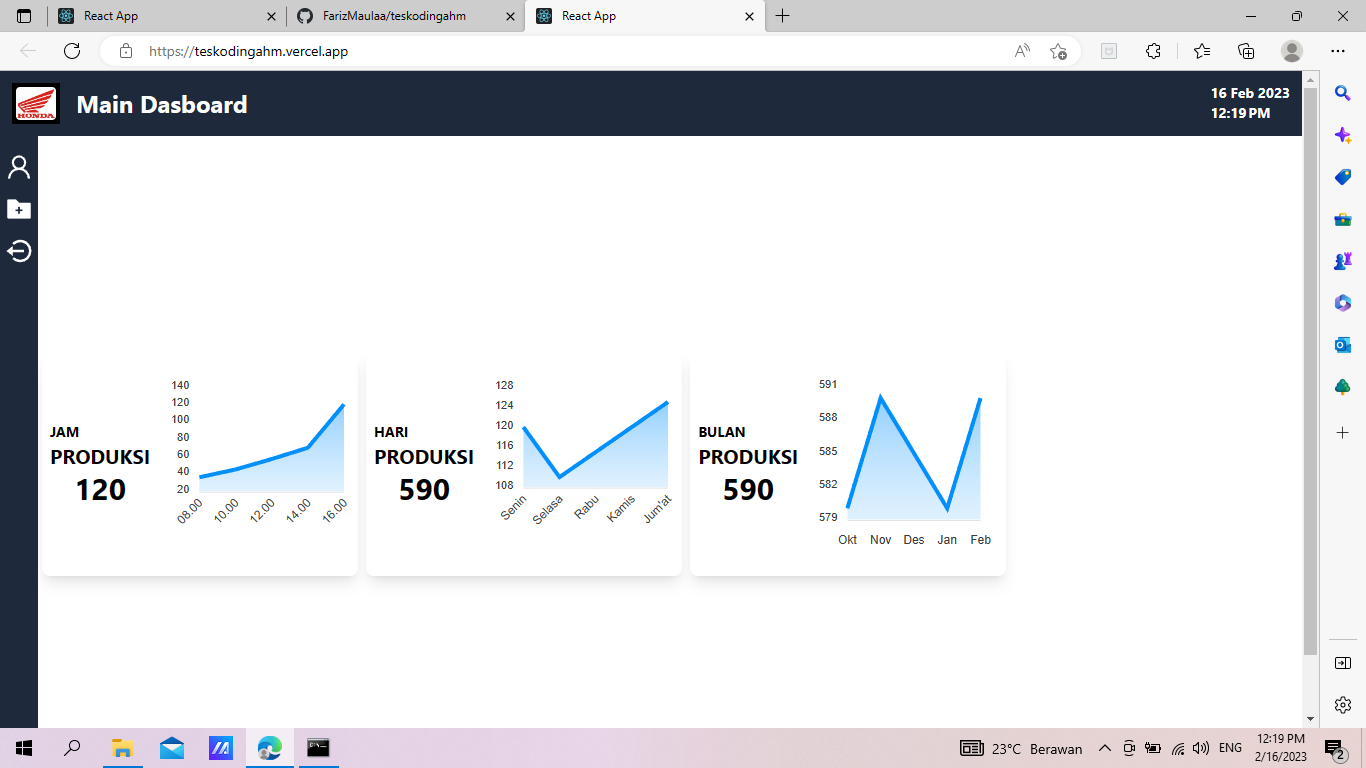 React App
FarizMaulaa/teskodingahm
React App
https://teskodingahm.vercel.app
HONDA
Main Dasboard
16 Feb 2023
12:19 PM
JAM
PRODUKSI
120
140
120
100
80
60
40
20
08.00
10.00
12.00
14.00
16.00
HARI
PRODUKSI
590
128
124
120
116
112
108
Senin
Selasa
Rabu
Kamis
Jum'at
BULAN
PRODUKSI
590
591
588
585
582
579
Okt
Nov
Des
Jan
Feb
23°C Berawan
ENG
12:19 PM
2/16/2023
2